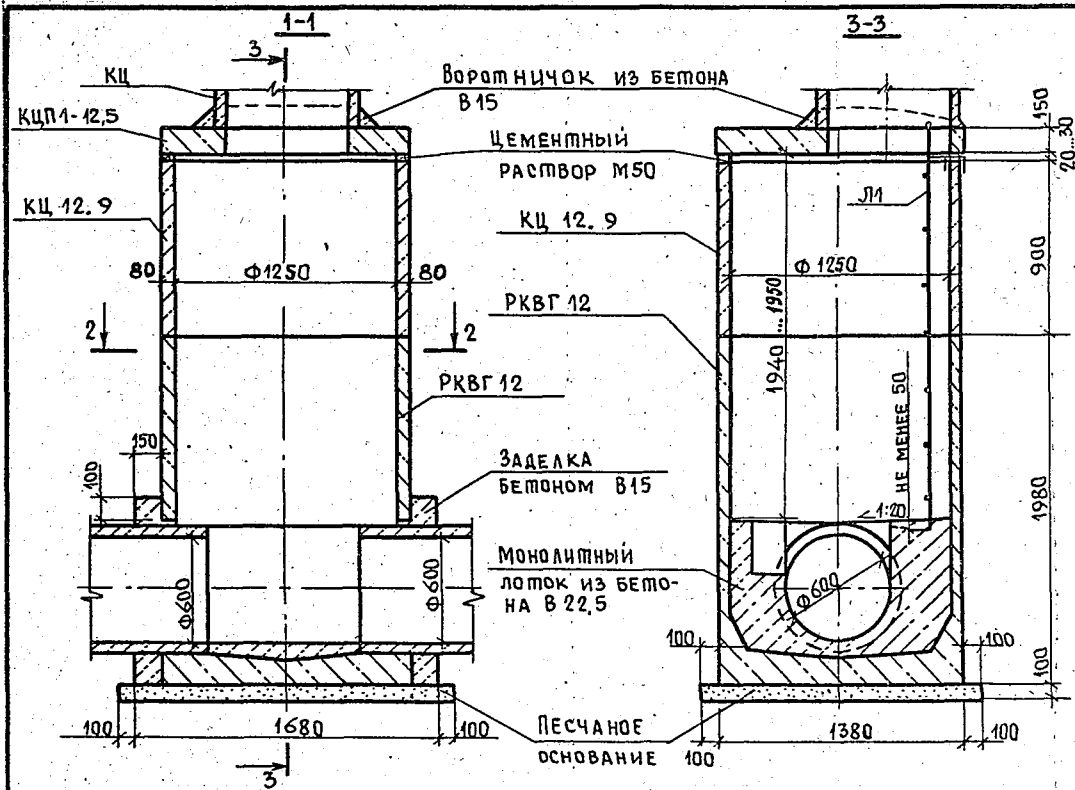 1-1
3-3
3
КЦ
Воротничок из бетона
В15
КЦП1-12,5
Цементный
раствор М50
150
20...30
КЦ 12.9
КЦ 12.9
Л1
80
Ф1250
80
Ф1250
900
1940...1950
2
2
РКВГ 12
РКВГ 12
не менее 50
150
100
Заделка
бетоном В15
1:20
1980
Монолитный
лоток из бето-
на В 22,5
Ф600
Ф600
Ф600
100
100
100
Песчаное
основание
100
1680
100
100
1380
100
3